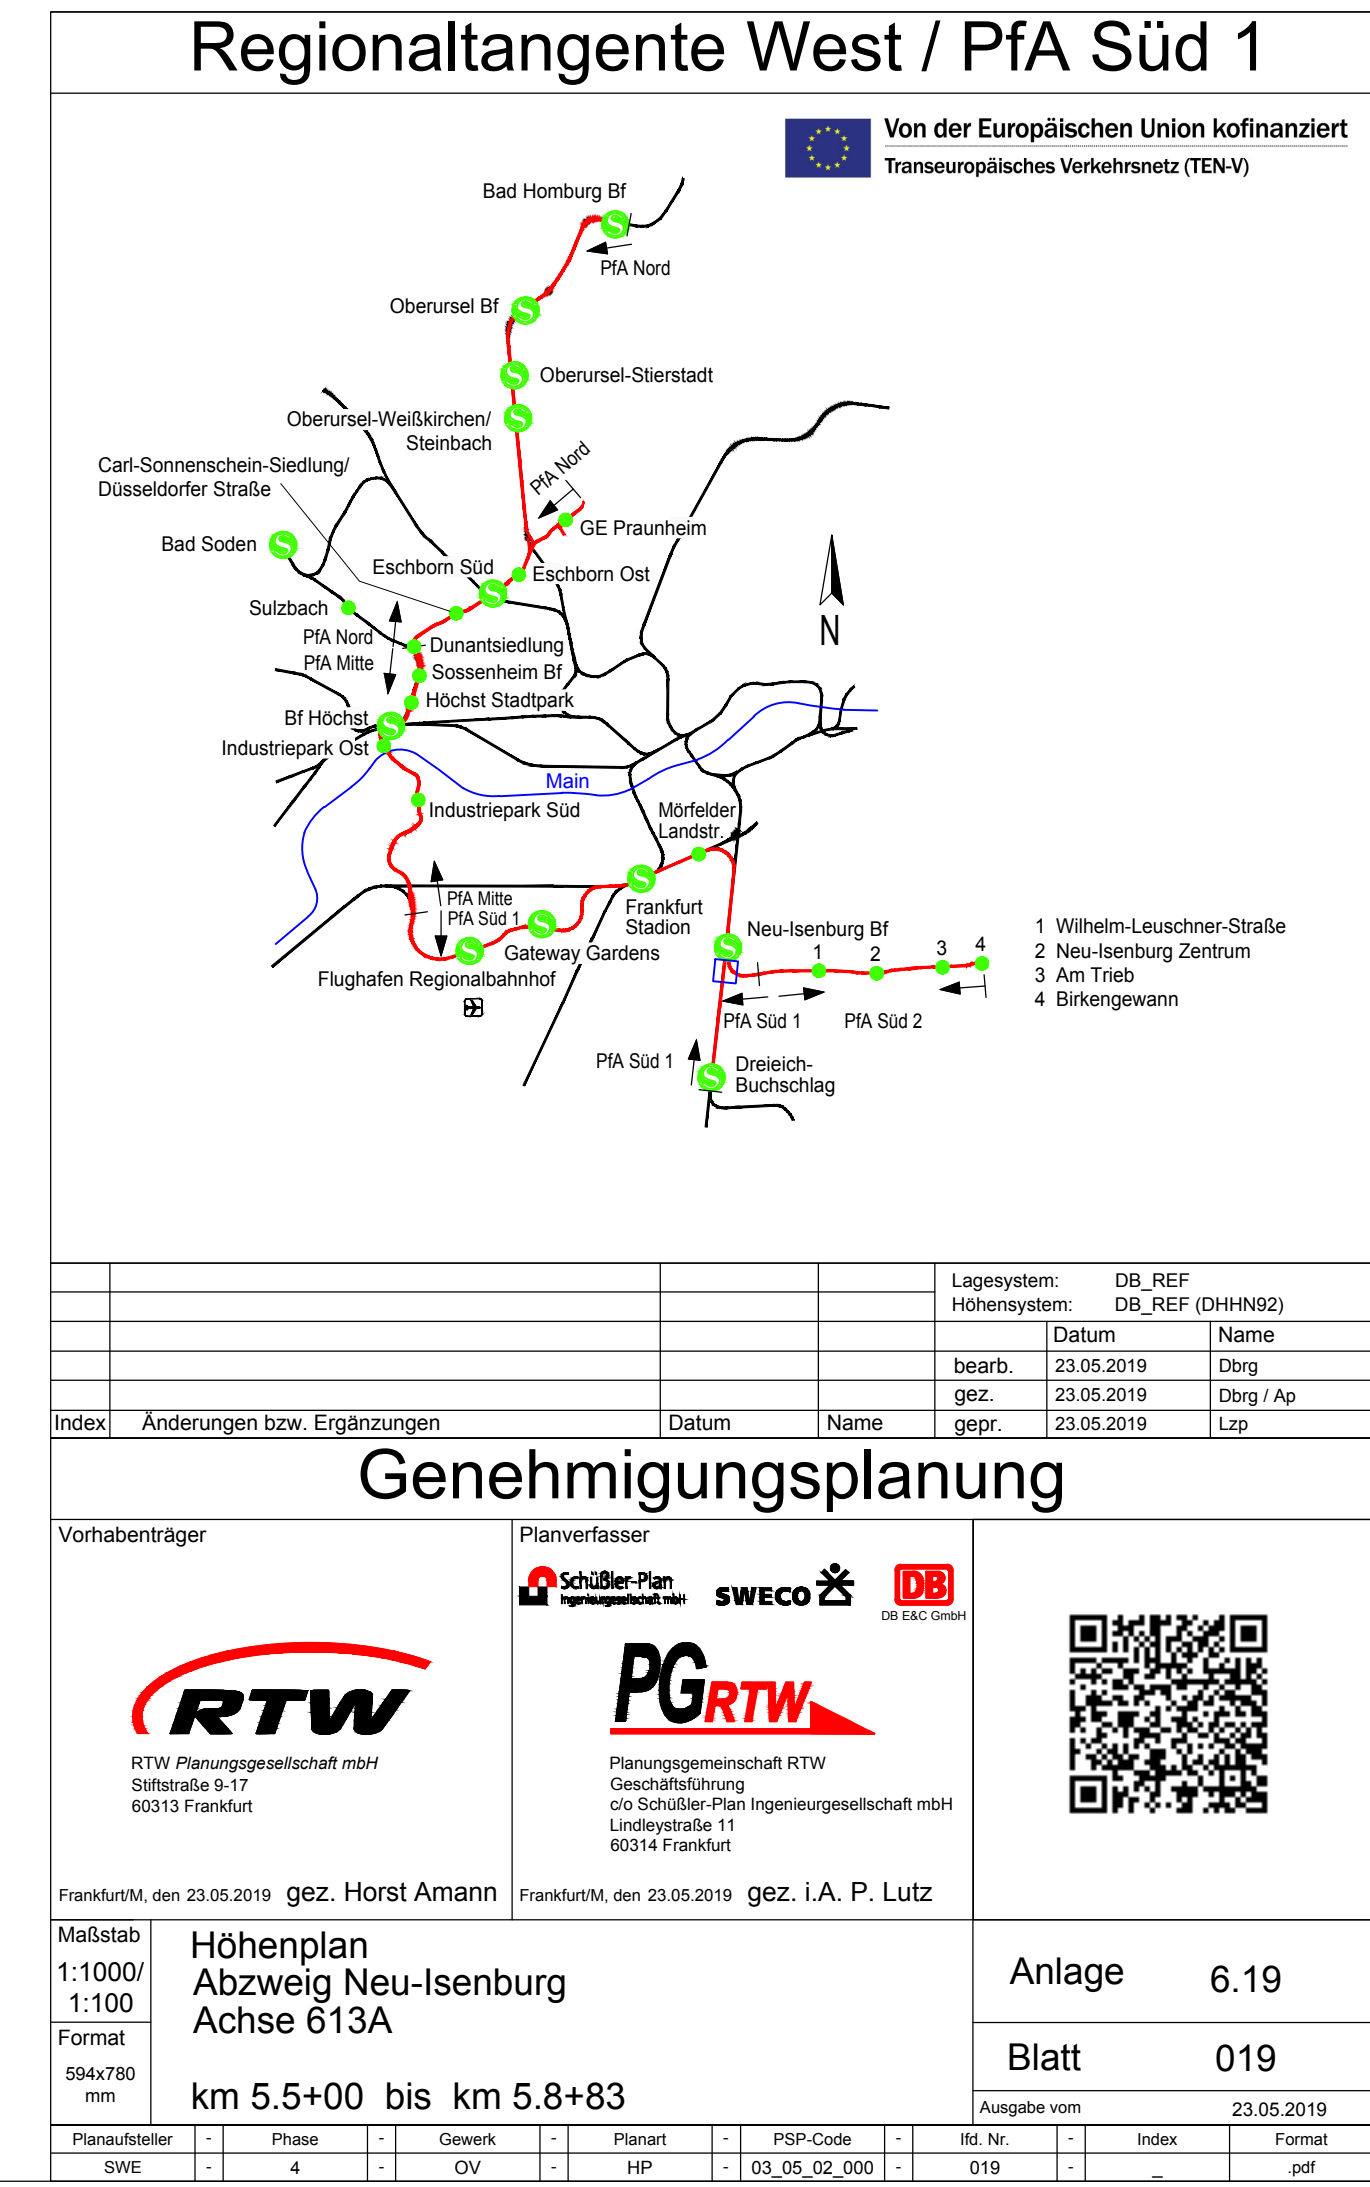 Regionaltangente West / PfA Süd 1
Von der Europäischen Union kofinanziert
Transeuropäisches Verkehrsnetz (TEN-V)
Bad Homburg Bf
PfA Nord
Oberursel Bf
Oberursel-Stierstadt
Oberursel-Weißkirchen/
Steinbach
PfA Nord
Carl-Sonnenschein-Siedlung/
Düsseldorfer Straße
GE Praunheim
Bad Soden
Eschborn Süd
Eschborn Ost
Sulzbach
N
PfA Nord
PfA Mitte
Dunantsiedlung
Sossenheim Bf
Höchst Stadtpark
Bf Höchst
Industriepark Ost
Main
Industriepark Süd
Mörfelder
Landstr.
PfA Mitte
PfA Süd 1
Frankfurt
Stadion
Gateway Gardens
Flughafen Regionalbahnhof
Neu-Isenburg Bf
1 2 3 4
1 Wilhelm-Leuschner-Straße
2 Neu-Isenburg Zentrum
3 Am Trieb
4 Birkengewann
PfA Süd 1
PfA Süd 2
PfA Süd 1
Dreieich-
Buchschlag
Lagesystem: DB_REF
Höhensystem: DB_REF (DHHN92)
Datum Name
bearb. 23.05.2019 Dbrg
gez. 23.05.2019 Dbrg / Ap
Index Änderungen bzw. Ergänzungen Datum Name gepr. 23.05.2019 Lzp
Genehmigungsplanung
Vorhabenträger
RTW
RTW Planungsgesellschaft mbH
Stiftstraße 9-17
60313 Frankfurt
Frankfurt/M, den 23.05.2019 gez. Horst Amann
Planverfasser
Schüßler-Plan
Ingenieurgesellschaft mbH
SWECO
DB
DB E&C GmbH
PGRTW
Planungsgemeinschaft RTW
Geschäftsführung
c/o Schüßler-Plan Ingenieurgesellschaft mbH
Lindleystraße 11
60314 Frankfurt
Frankfurt/M, den 23.05.2019 gez. i.A. P. Lutz
Maßstab
1:1000/
1:100
Format
594x780
mm
Höhenplan
Abzweig Neu-Isenburg
Achse 613A
km 5.5+00 bis km 5.8+83
Anlage 6.19
Blatt 019
Ausgabe vom 23.05.2019
Planaufsteller - Phase - Gewerk - Planart - PSP-Code - lfd. Nr. - Index Format
SWE - 4 - OV - HP - 03_05_02_000 - 019 - _ .pdf